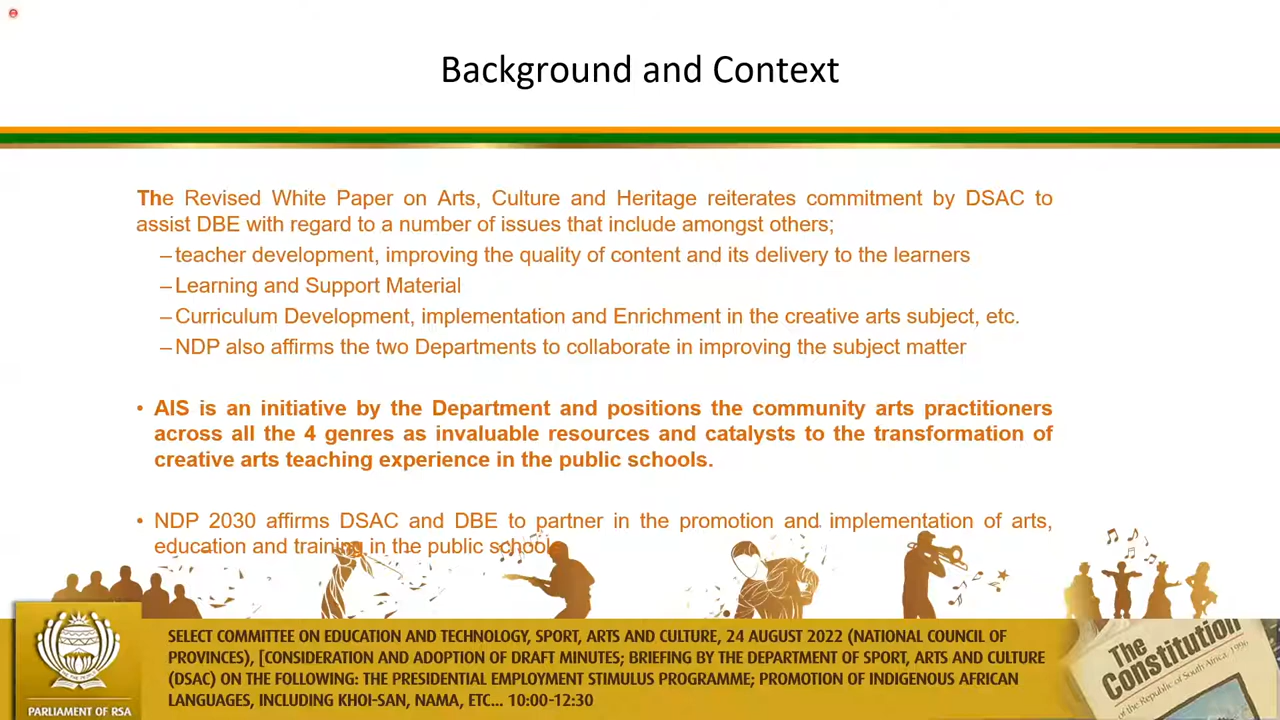 Background and Context
The Revised White Paper on Arts, Culture and Heritage reiterates commitment by DSAC to
assist DBE with regard to a number of issues that include amongst others;
–teacher development, improving the quality of content and its delivery to the learners
–Learning and Support Material
–Curriculum Development, implementation and Enrichment in the creative arts subject, etc.
–NDP also affirms the two Departments to collaborate in improving the subject matter
• AIS is an initiative by the Department and positions the community arts practitioners
across all the 4 genres as invaluable resources and catalysts to the transformation of
creative arts teaching experience in the public schools.
• NDP 2030 affirms DSAC and DBE to partner in the promotion and implementation of arts,
education and training in the public schools
SELECT COMMITTEE ON EDUCATION AND TECHNOLOGY, SPORT, ARTS AND CULTURE, 24 AUGUST 2022 (NATIONAL COUNCIL OF
PROVINCES), [CONSIDERATION AND ADOPTION OF DRAFT MINUTES; BRIEFING BY THE DEPARTMENT OF SPORT, ARTS AND CULTURE
(DSAC) ON THE FOLLOWING: THE PRESIDENTIAL EMPLOYMENT STIMULUS PROGRAMME; PROMOTION OF INDIGENOUS AFRICAN
LANGUAGES, INCLUDING KHOI-SAN, NAMA, ETC... 10:00-12:30
PARLIAMENT OF RSA
The
Constitution
of the Republic of South Africa, 1996